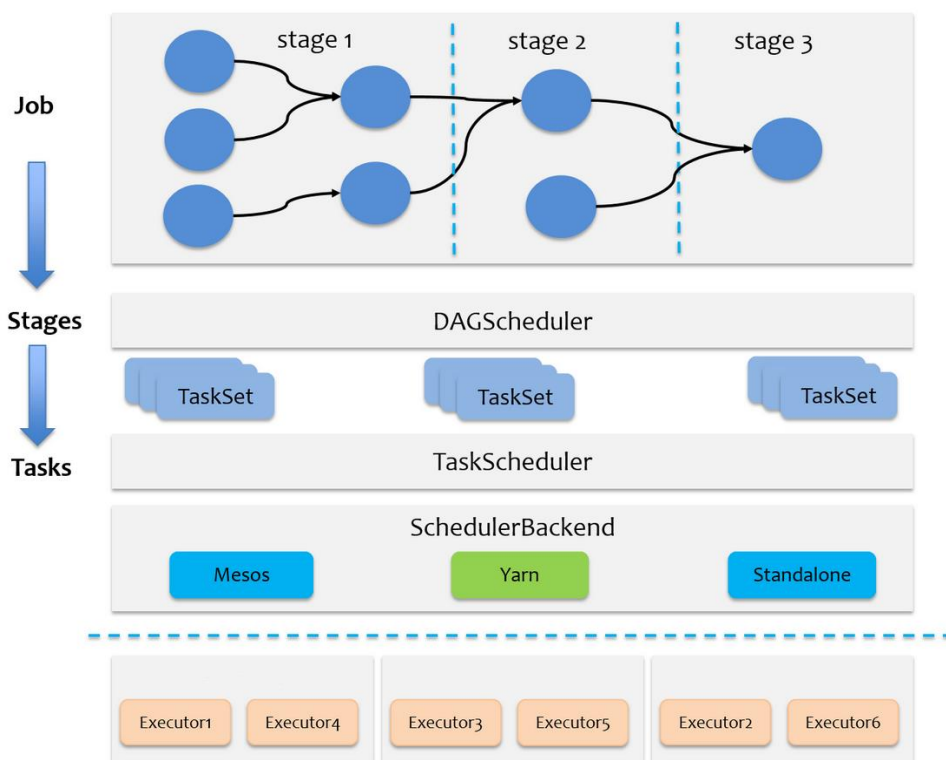 stage 1
stage 2
stage 3
Job
Stages
DAGScheduler
TaskSet
TaskSet
TaskSet
Tasks
TaskScheduler
SchedulerBackend
Mesos
Yarn
Standalone
Executor1
Executor4
Executor3
Executor5
Executor2
Executor6